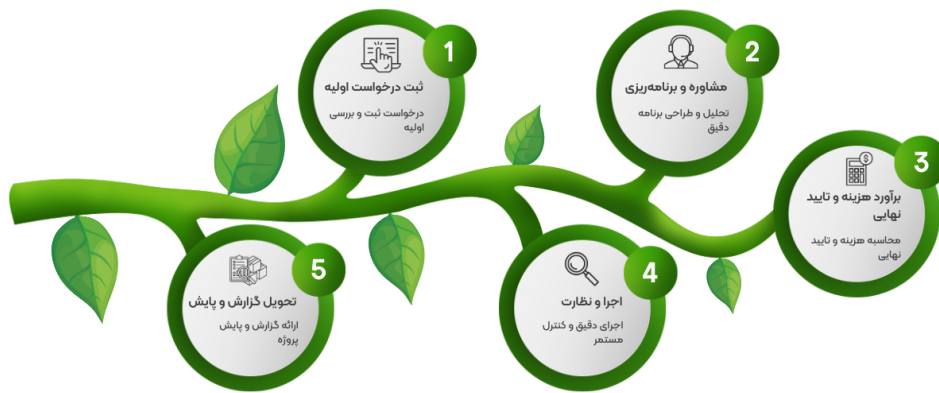 1
ثبت درخواست اولیه
درخواست ثبت و بررسی
اولیه
2
مشاوره و برنامه‌ریزی
تحلیل و طراحی برنامه
دقیق
3
برآورد هزینه و تایید
نهایی
محاسبه هزینه و تایید
نهایی
4
اجرا و نظارت
اجرای دقیق و کنترل
مستمر
5
تحویل گزارش و پایش
ارائه گزارش و پایش
پروژه